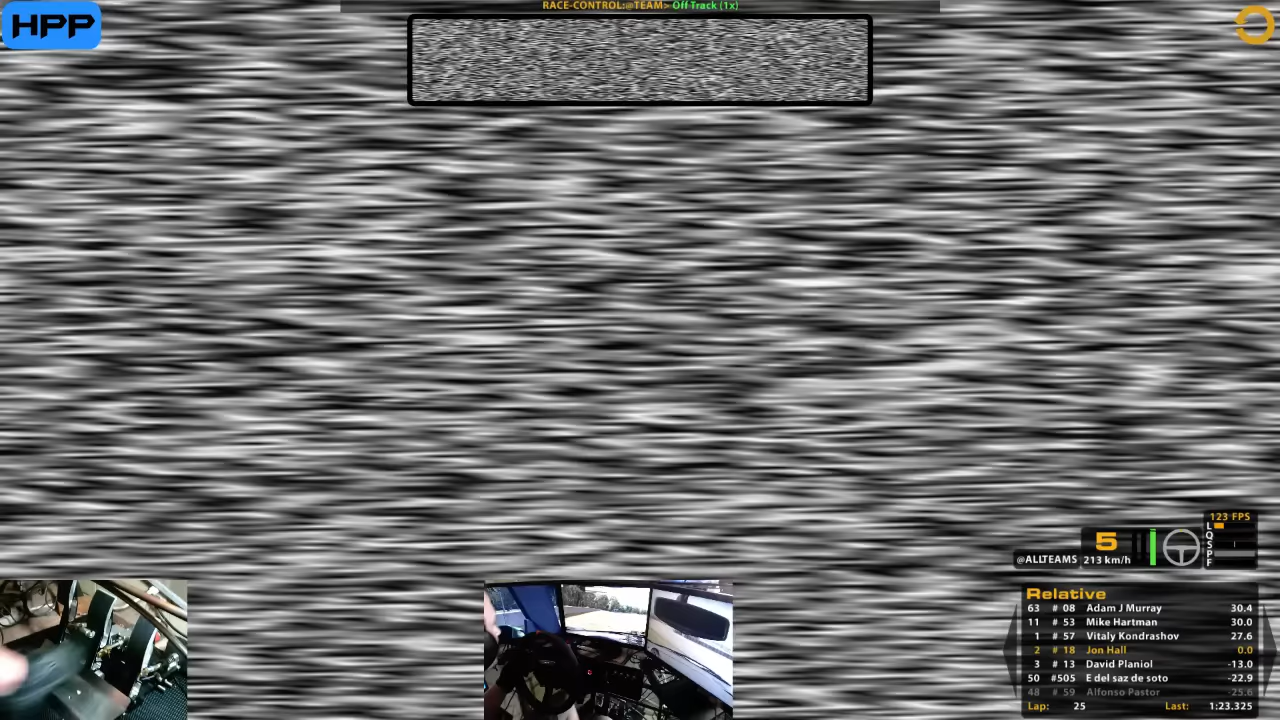 HPP
RACE-CONTROL:@TEAM> Off Track (1x)
123 FPS
L
Q
S
P
F
5
@ALLTEAMS 213 km/h
Relative
63 # 08 Adam J Murray 30.4
11 # 53 Mike Hartman 30.0
1 # 57 Vitaly Kondrashov 27.6
2 # 18 Jon Hall 0.0
3 # 13 David Planiol -13.0
50 #505 E del saz de soto -22.9
48 # 59 Alfonso Pastor -25.6
Lap: 25 Last: 1:23.325